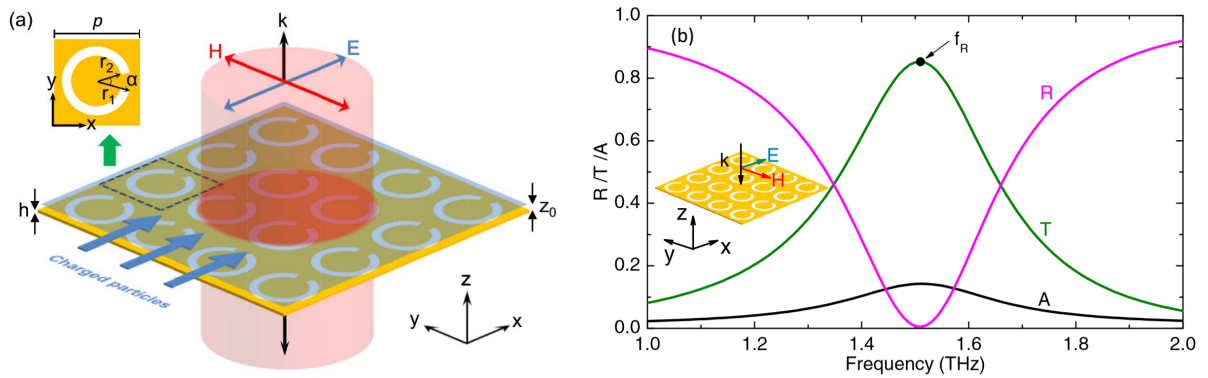 (a)
p
r₂
α
r₁
y
x
k
H
E
h
z₀
Charged particles
z
y
x
(b)
f_R
R
T
A
k
E
H
z
y
x
1.0
0.8
0.6
0.4
0.2
0.0
R /T /A
1.0 1.2 1.4 1.6 1.8 2.0
Frequency (THz)